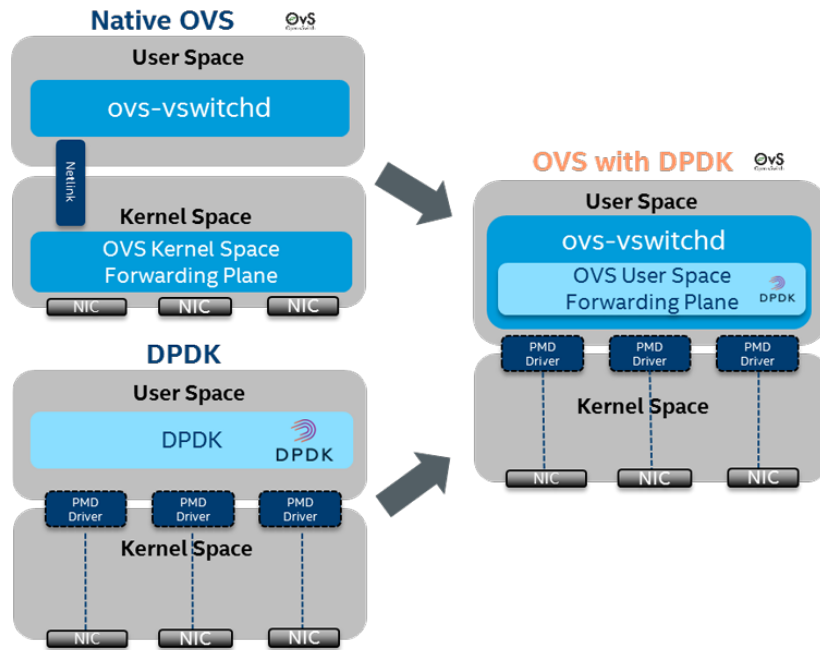 Native OVS
OvS
User Space
ovs-vswitchd
Netlink
Kernel Space
OVS Kernel Space
Forwarding Plane
NIC
NIC
NIC
DPDK
User Space
DPDK
DPDK
PMD
Driver
PMD
Driver
PMD
Driver
Kernel Space
NIC
NIC
NIC
OVS with DPDK
OvS
User Space
ovs-vswitchd
OVS User Space
Forwarding Plane
DPDK
PMD
Driver
PMD
Driver
PMD
Driver
Kernel Space
NIC
NIC
NIC